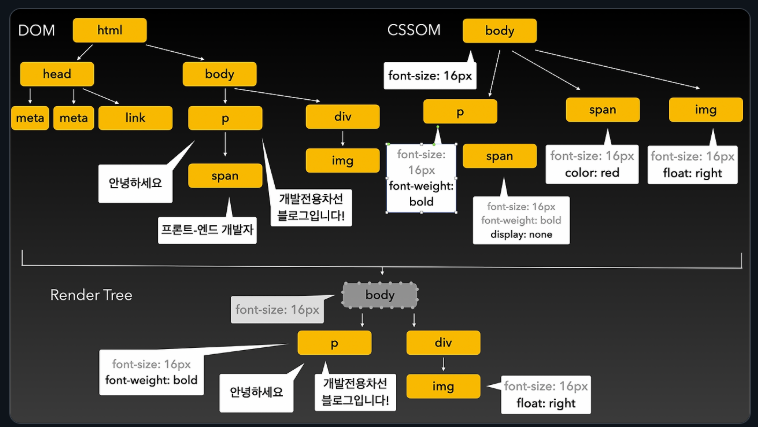 DOM
html
head
body
meta
meta
link
p
div
안녕하세요
span
img
개발전용차선
블로그입니다!
프론트-엔드 개발자
CSSOM
body
font-size: 16px
p
span
img
font-size:
16px
font-weight:
bold
span
font-size: 16px
color: red
font-size: 16px
float: right
font-size: 16px
font-weight: bold
display: none
Render Tree
body
font-size: 16px
p
div
font-size: 16px
font-weight: bold
안녕하세요
개발전용차선
블로그입니다!
img
font-size: 16px
float: right